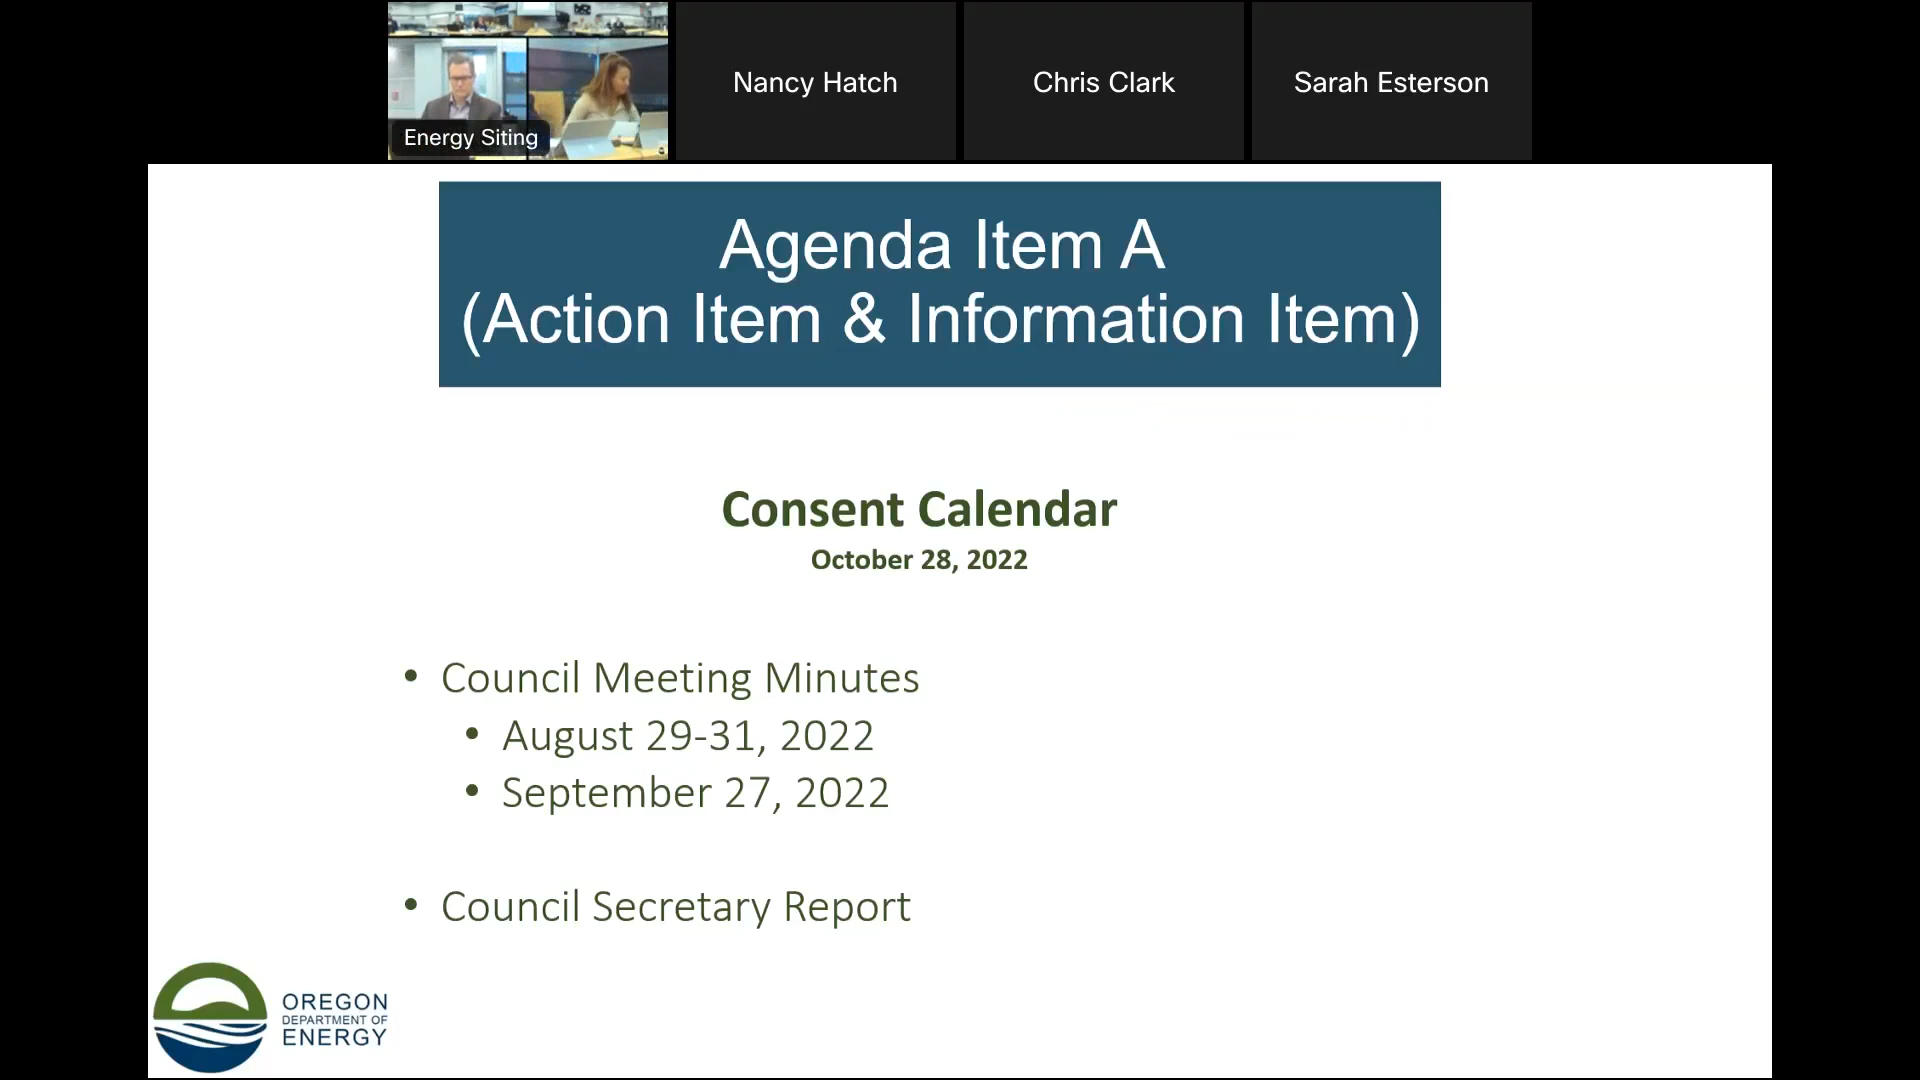 Energy Siting
Nancy Hatch
Chris Clark
Sarah Esterson
Agenda Item A
(Action Item & Information Item)
Consent Calendar
October 28, 2022
• Council Meeting Minutes
• August 29-31, 2022
• September 27, 2022
• Council Secretary Report
OREGON
DEPARTMENT OF
ENERGY